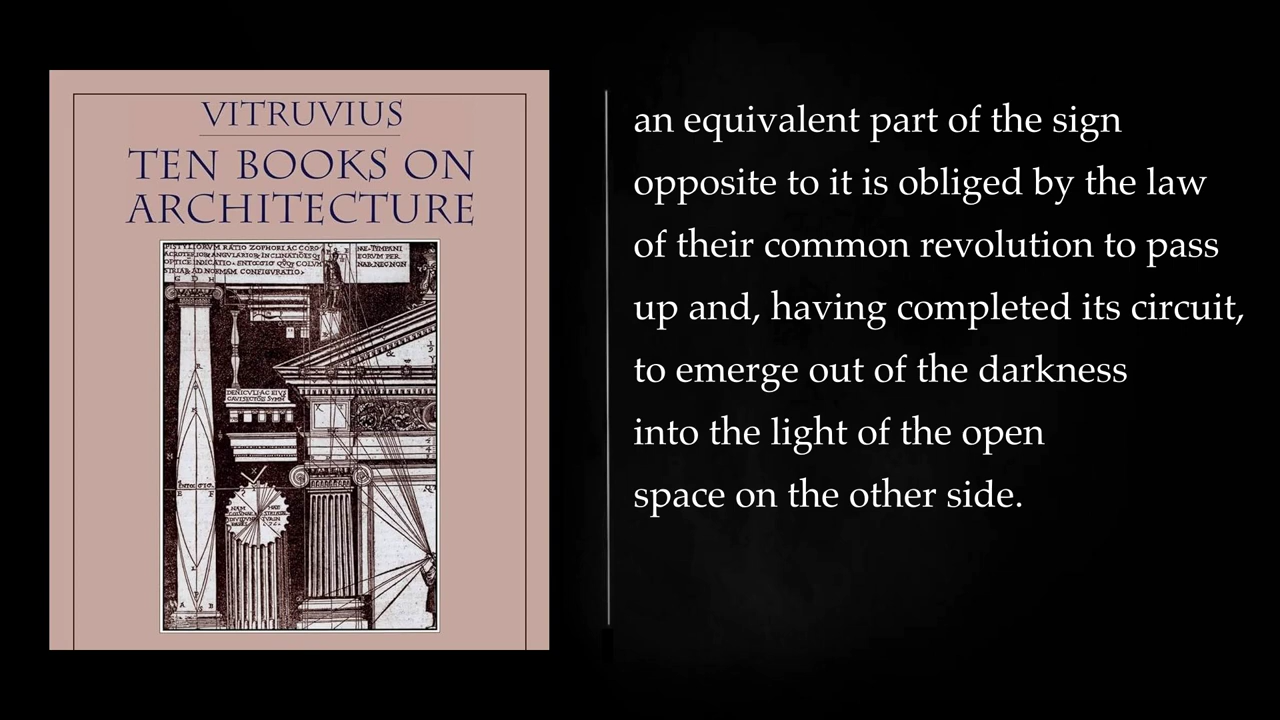 VITRUVIUS
TEN BOOKS ON
ARCHITECTURE
an equivalent part of the sign
opposite to it is obliged by the law
of their common revolution to pass
up and, having completed its circuit,
to emerge out of the darkness
into the light of the open
space on the other side.